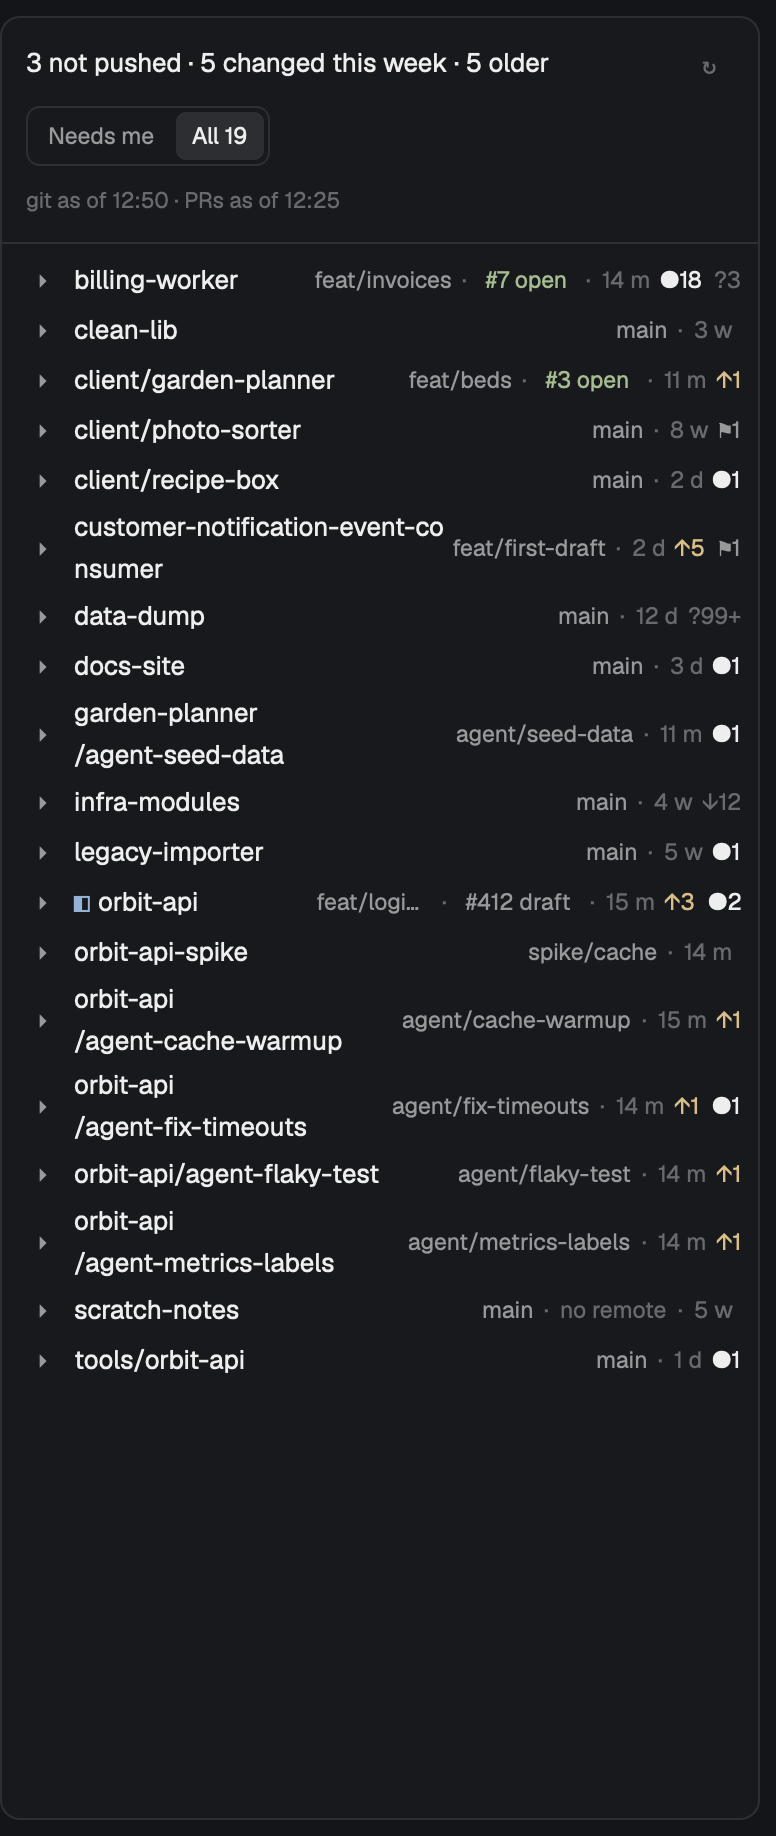 3 not pushed · 5 changed this week · 5 older ↻
Needs me All 19
git as of 12:50 · PRs as of 12:25
billing-worker feat/invoices · #7 open · 14 m ●18 ?3
clean-lib main · 3 w
client/garden-planner feat/beds · #3 open · 11 m ↑1
client/photo-sorter main · 8 w ⚑1
client/recipe-box main · 2 d ●1
customer-notification-event-co
nsumer feat/first-draft · 2 d ↑5 ⚑1
data-dump main · 12 d ?99+
docs-site main · 3 d ●1
garden-planner
/agent-seed-data agent/seed-data · 11 m ●1
infra-modules main · 4 w ↓12
legacy-importer main · 5 w ●1
orbit-api feat/logi… · #412 draft · 15 m ↑3 ●2
orbit-api-spike spike/cache · 14 m
orbit-api
/agent-cache-warmup agent/cache-warmup · 15 m ↑1
orbit-api
/agent-fix-timeouts agent/fix-timeouts · 14 m ↑1 ●1
orbit-api/agent-flaky-test agent/flaky-test · 14 m ↑1
orbit-api
/agent-metrics-labels agent/metrics-labels · 14 m ↑1
scratch-notes main · no remote · 5 w
tools/orbit-api main · 1 d ●1